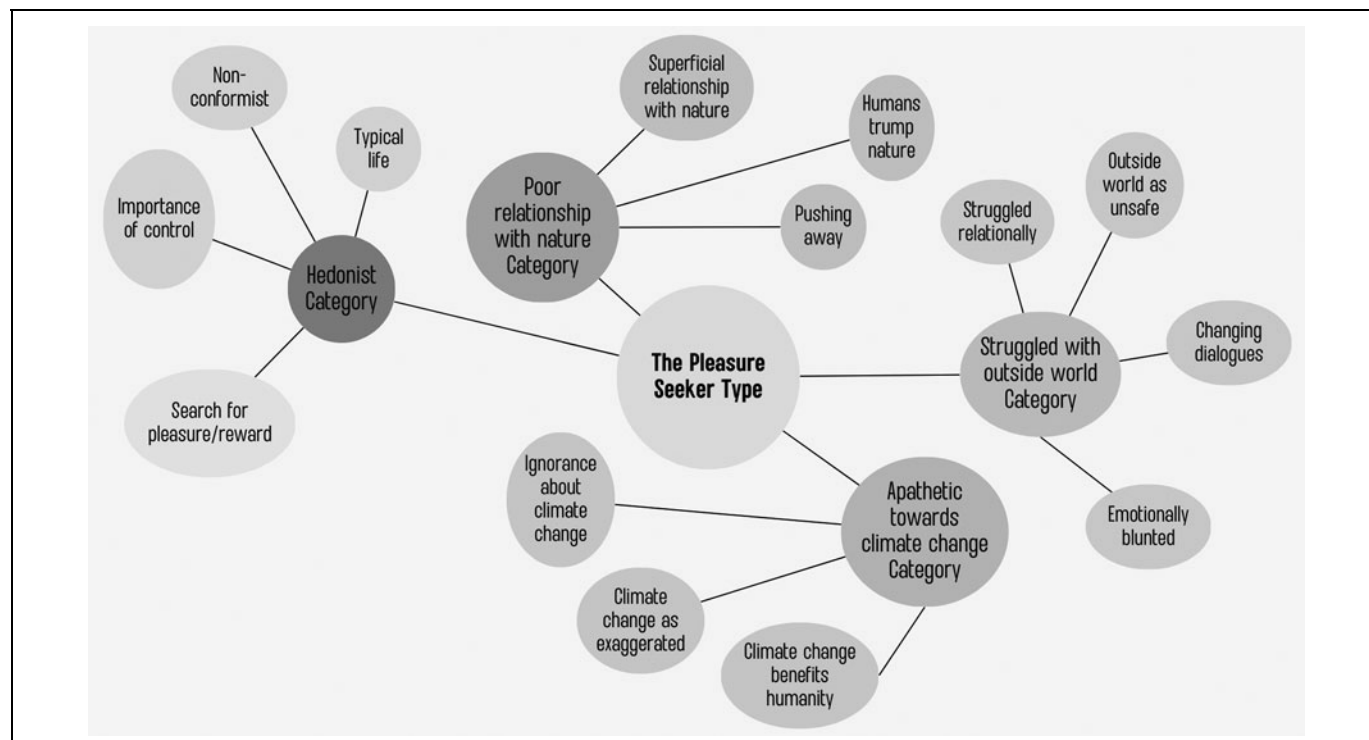 Non-
conformist
Typical
life
Importance
of control
Hedonist
Category
Search for
pleasure/reward
Superficial
relationship
with nature
Humans
trump
nature
Poor
relationship
with nature
Category
Pushing
away
The Pleasure
Seeker Type
Outside
world as
unsafe
Struggled
relationally
Changing
dialogues
Struggled with
outside world
Category
Emotionally
blunted
Ignorance
about
climate
change
Apathetic
towards
climate change
Category
Climate
change as
exaggerated
Climate change
benefits
humanity